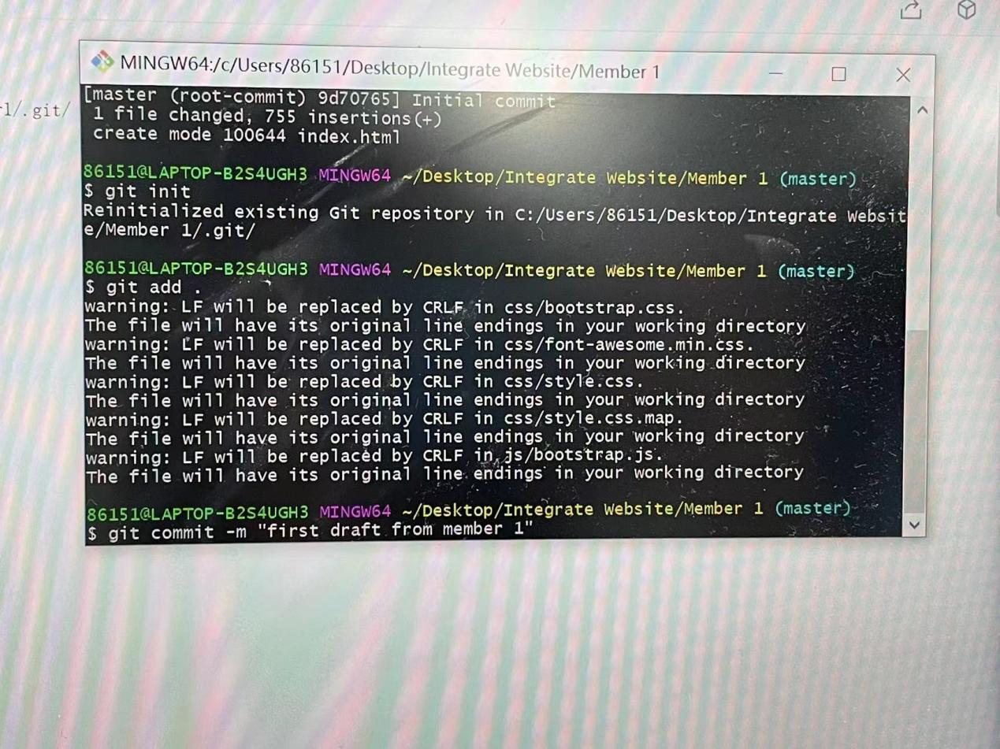 MINGW64:/c/Users/86151/Desktop/Integrate Website/Member 1
[master (root-commit) 9d70765] Initial commit
1 file changed, 755 insertions(+)
create mode 100644 index.html
86151@LAPTOP-B2S4UGH3 MINGW64 ~/Desktop/Integrate Website/Member 1 (master)
$ git init
Reinitialized existing Git repository in C:/Users/86151/Desktop/Integrate Websit
e/Member 1/.git/
86151@LAPTOP-B2S4UGH3 MINGW64 ~/Desktop/Integrate Website/Member 1 (master)
$ git add .
warning: LF will be replaced by CRLF in css/bootstrap.css.
The file will have its original line endings in your working directory
warning: LF will be replaced by CRLF in css/font-awesome.min.css.
The file will have its original line endings in your working directory
warning: LF will be replaced by CRLF in css/style.css.
The file will have its original line endings in your working directory
warning: LF will be replaced by CRLF in css/style.css.map.
The file will have its original line endings in your working directory
warning: LF will be replaced by CRLF in js/bootstrap.js.
The file will have its original line endings in your working directory
86151@LAPTOP-B2S4UGH3 MINGW64 ~/Desktop/Integrate Website/Member 1 (master)
$ git commit -m "first draft from member 1"